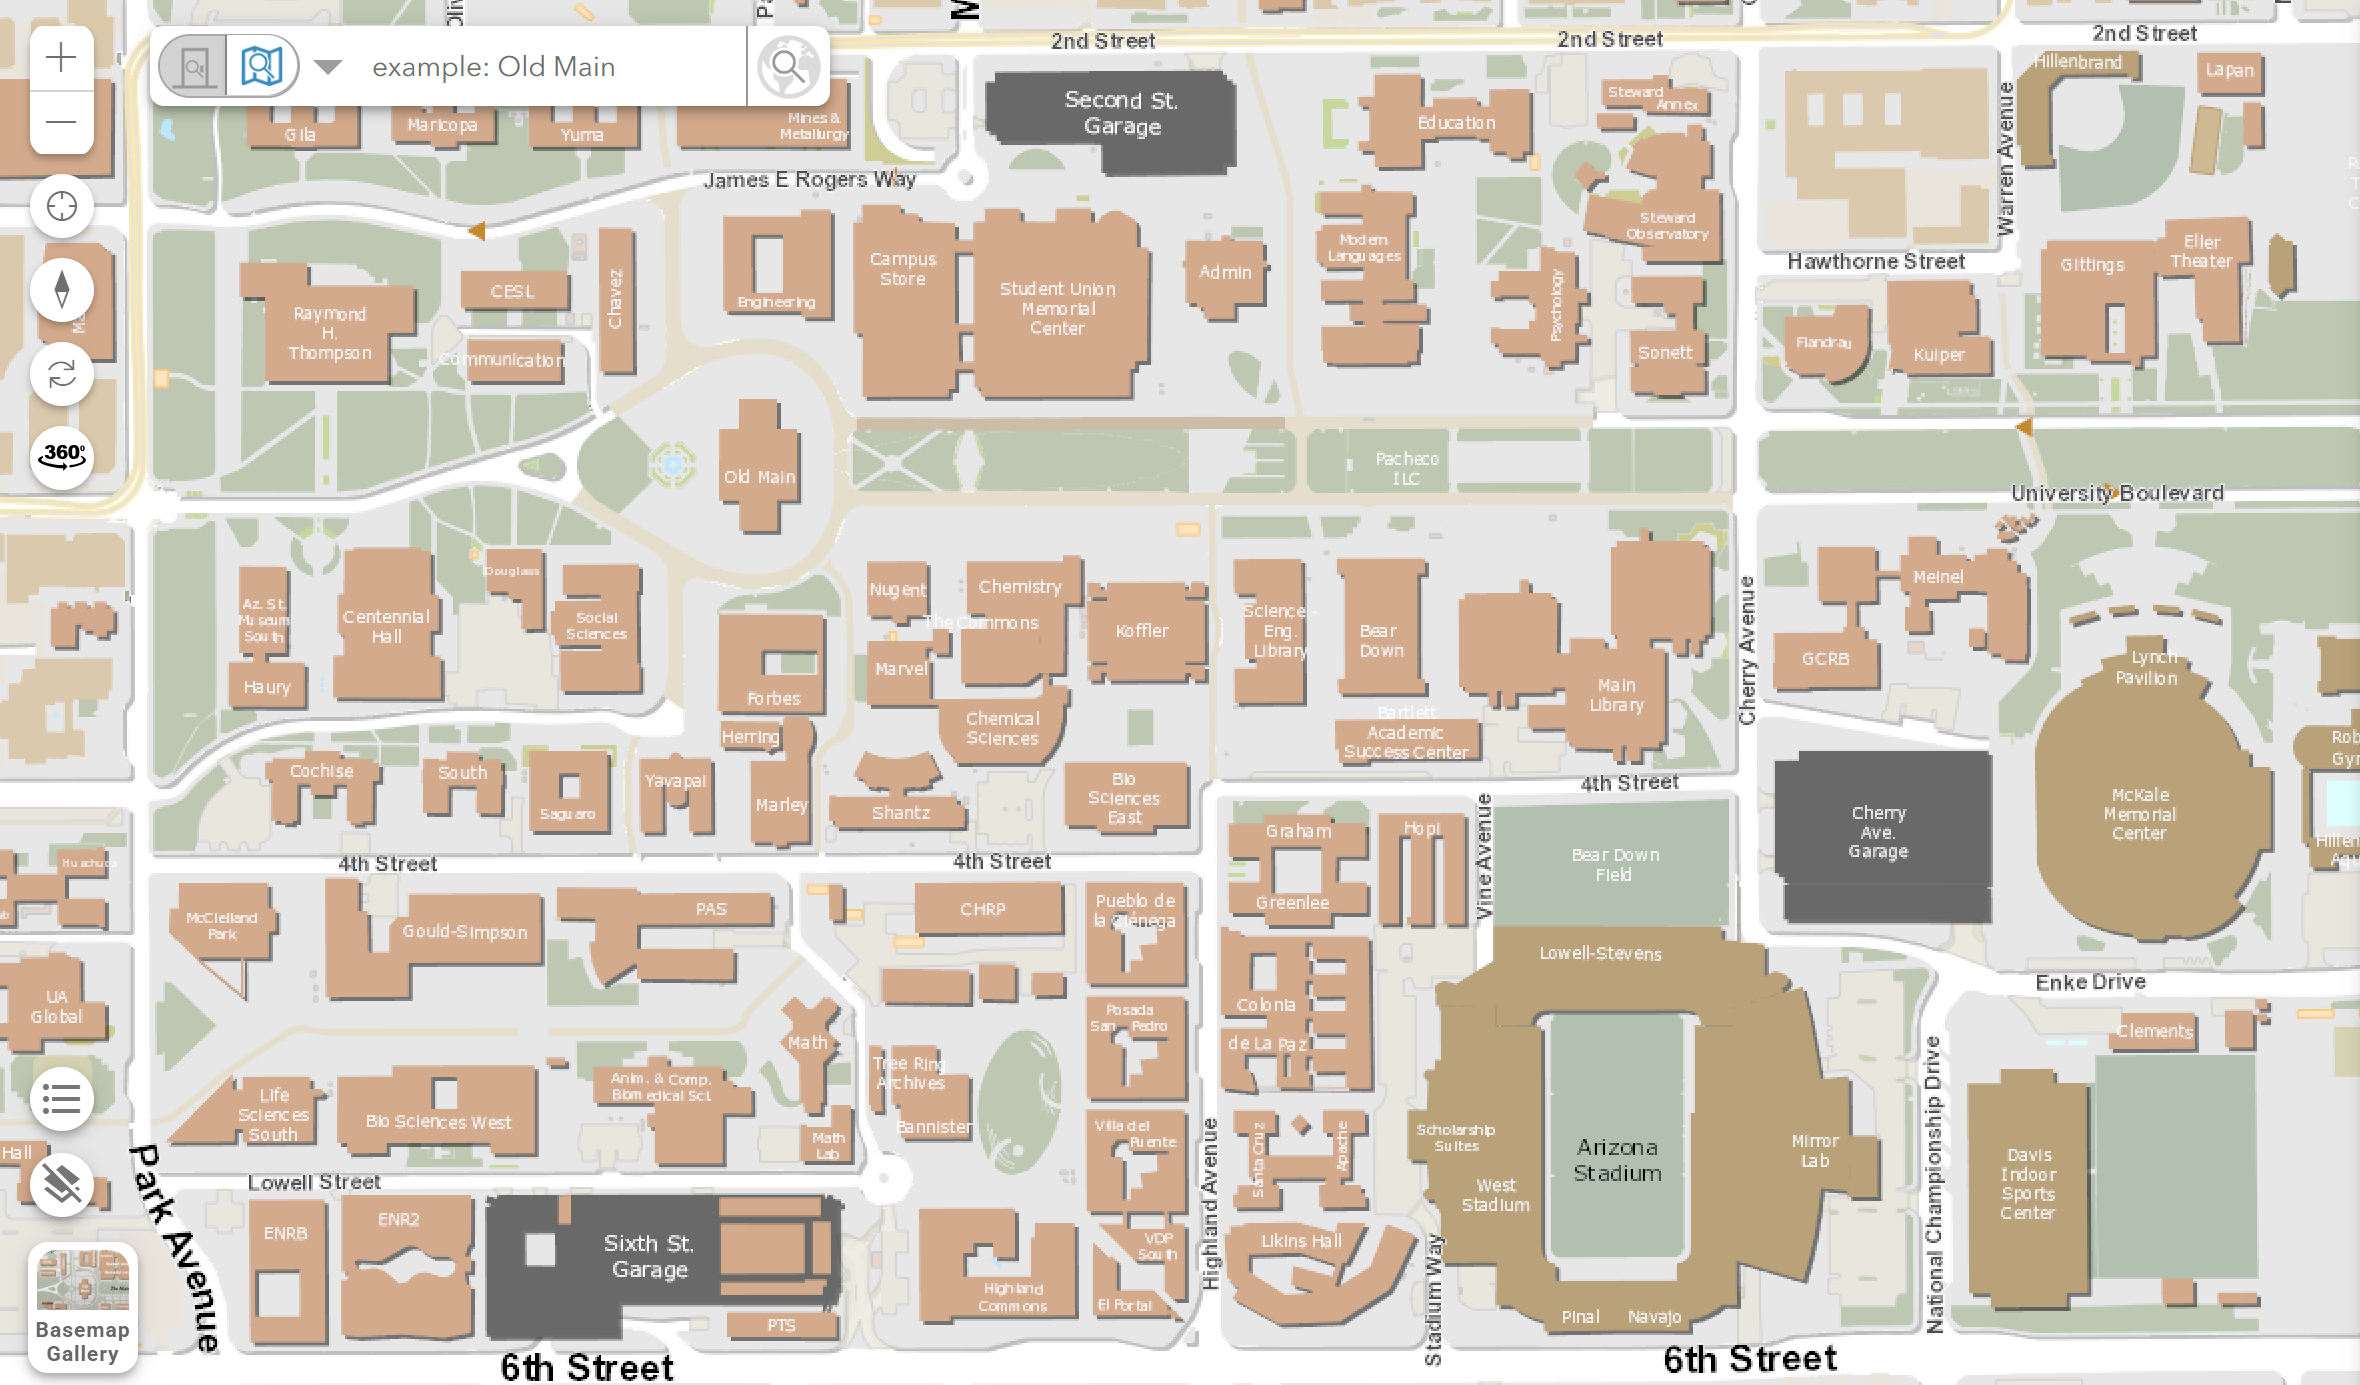 2nd Street
2nd Street
2nd Street
example: Old Main
Second St.
Garage
Gila
Maricopa
Yuma
Mines &
Metallurgy
James E Rogers Way
Education
Steward
Annex
Steward
Observatory
Hillenbrand
Lapan
Warren Avenue
Hawthorne Street
Eller
Theater
Gittings
Raymond
H.
Thompson
CESL
Communication
Chavez
Engineering
Campus
Store
Student Union
Memorial
Center
Admin
Modern
Languages
Psychology
Sonett
Flandrau
Kuiper
360°
Old Main
Pacheco
ILC
University Boulevard
Az. St.
Museum
South
Haury
Centennial
Hall
Douglass
Social
Sciences
Forbes
Herring
Nugent
The Commons
Marvel
Chemistry
Koffler
Chemical
Sciences
Science -
Eng.
Library
Bear
Down
Bartlett
Academic
Success Center
Main
Library
Cherry Avenue
Meinel
GCRB
Lynch
Pavilion
McKale
Memorial
Center
Cherry
Ave.
Garage
Cochise
South
Saguaro
Yavapai
Marley
Shantz
Bio
Sciences
East
4th Street
4th Street
4th Street
Huachuca
Graham
Greenlee
Hopi
Vine Avenue
Bear Down
Field
McClelland
Park
Gould-Simpson
PAS
CHRP
Pueblo de
la Cienega
Colonia
de La Paz
Lowell-Stevens
Enke Drive
UA
Global
Math
Posada
San Pedro
Clements
Life
Sciences
South
Bio Sciences West
Anim. & Comp.
Biomedical Sci.
Math
Lab
Tree Ring
Archives
Bannister
Villa del
Puente
Highland Avenue
Santa Cruz
Apache
Scholarship
Suites
West
Stadium
Arizona
Stadium
Mirror
Lab
Davis
Indoor
Sports
Center
National Championship Drive
Hall
Park Avenue
Lowell Street
ENRB
ENR2
Sixth St.
Garage
PTS
Highland
Commons
VDP
South
El Portal
Likins Hall
Stadium Way
Pinal
Navajo
6th Street
6th Street
Basemap
Gallery